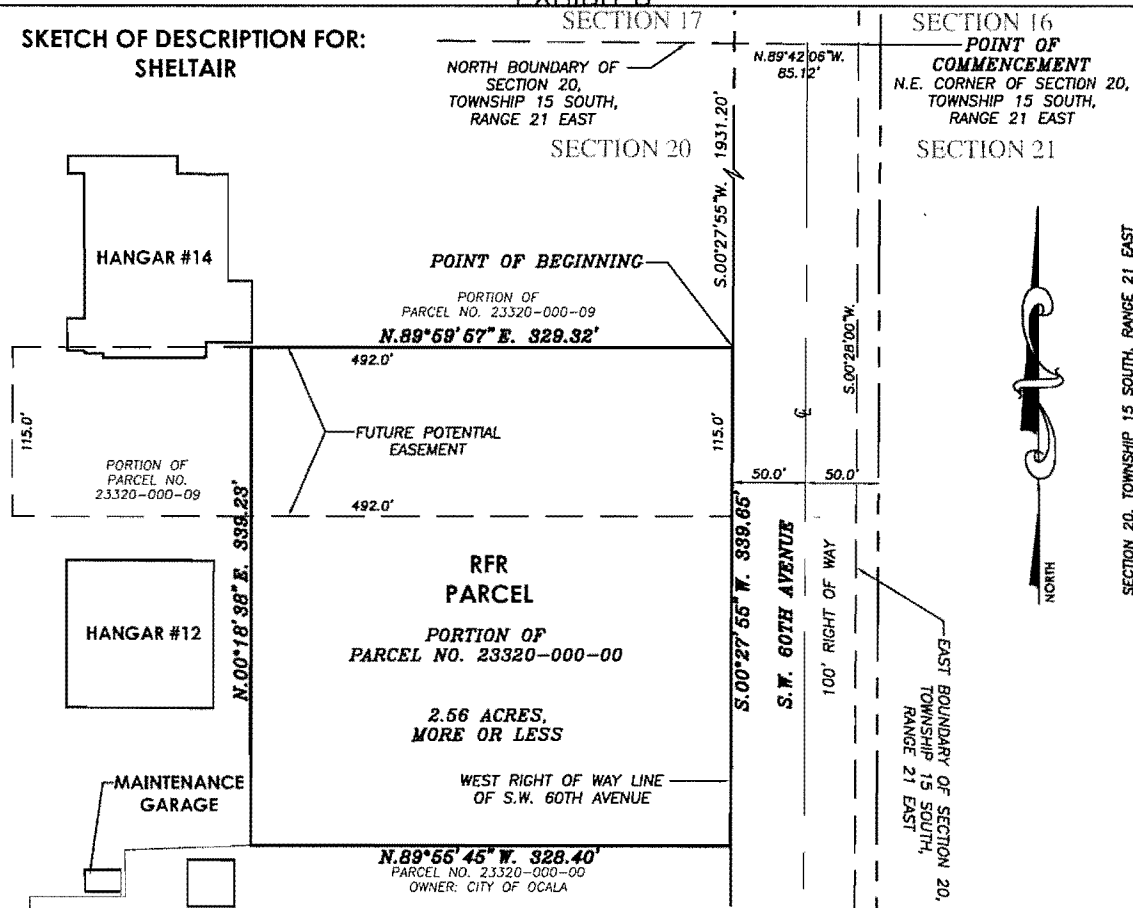 SKETCH OF DESCRIPTION FOR:
SHELTAIR
SECTION 17
SECTION 16
NORTH BOUNDARY OF
SECTION 20,
TOWNSHIP 15 SOUTH,
RANGE 21 EAST
N.89°42'06"W.
85.12'
POINT OF
COMMENCEMENT
N.E. CORNER OF SECTION 20,
TOWNSHIP 15 SOUTH,
RANGE 21 EAST
SECTION 20
SECTION 21
S.00°27'55"W. 1931.20'
HANGAR #14
POINT OF BEGINNING
PORTION OF
PARCEL NO. 23320-000-09
N.89°59'57"E. 329.32'
492.0'
S.00°28'00"W.
SECTION 20, TOWNSHIP 15 SOUTH, RANGE 21 EAST
NORTH
115.0'
FUTURE POTENTIAL
EASEMENT
115.0'
PORTION OF
PARCEL NO.
23320-000-09
492.0'
50.0'
50.0'
N.00°18'38"E. 339.23'
S.00°27'55"W. 339.65'
S.W. 60TH AVENUE
100' RIGHT OF WAY
HANGAR #12
RFR
PARCEL
PORTION OF
PARCEL NO. 23320-000-00
2.56 ACRES,
MORE OR LESS
EAST BOUNDARY OF SECTION 20,
TOWNSHIP 15 SOUTH,
RANGE 21 EAST
MAINTENANCE
GARAGE
WEST RIGHT OF WAY LINE
OF S.W. 60TH AVENUE
N.89°55'45"W. 328.40'
PARCEL NO. 23320-000-00
OWNER: CITY OF OCALA